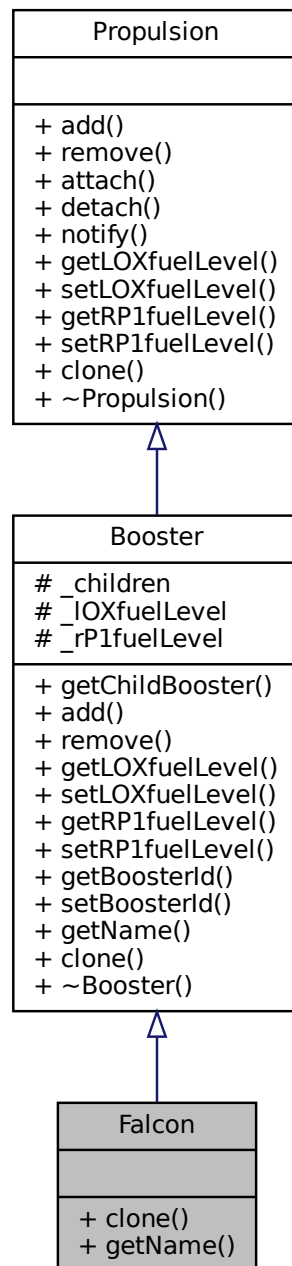 Propulsion
+ add()
+ remove()
+ attach()
+ detach()
+ notify()
+ getLOXfuelLevel()
+ setLOXfuelLevel()
+ getRP1fuelLevel()
+ setRP1fuelLevel()
+ clone()
+ ~Propulsion()
Booster
# _children
# _lOXfuelLevel
# _rP1fuelLevel
+ getChildBooster()
+ add()
+ remove()
+ getLOXfuelLevel()
+ setLOXfuelLevel()
+ getRP1fuelLevel()
+ setRP1fuelLevel()
+ getBoosterId()
+ setBoosterId()
+ getName()
+ clone()
+ ~Booster()
Falcon
+ clone()
+ getName()